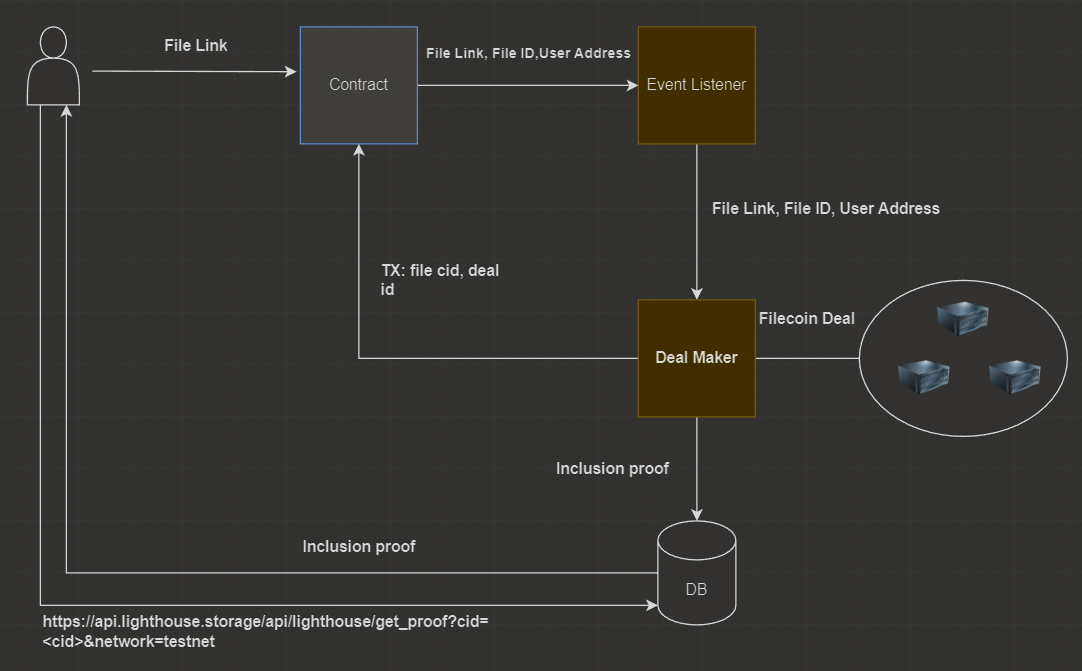 File Link
Contract
File Link, File ID,User Address
Event Listener
File Link, File ID, User Address
TX: file cid, deal
id
Filecoin Deal
Deal Maker
Inclusion proof
Inclusion proof
DB
https://api.lighthouse.storage/api/lighthouse/get_proof?cid=
<cid>&network=testnet